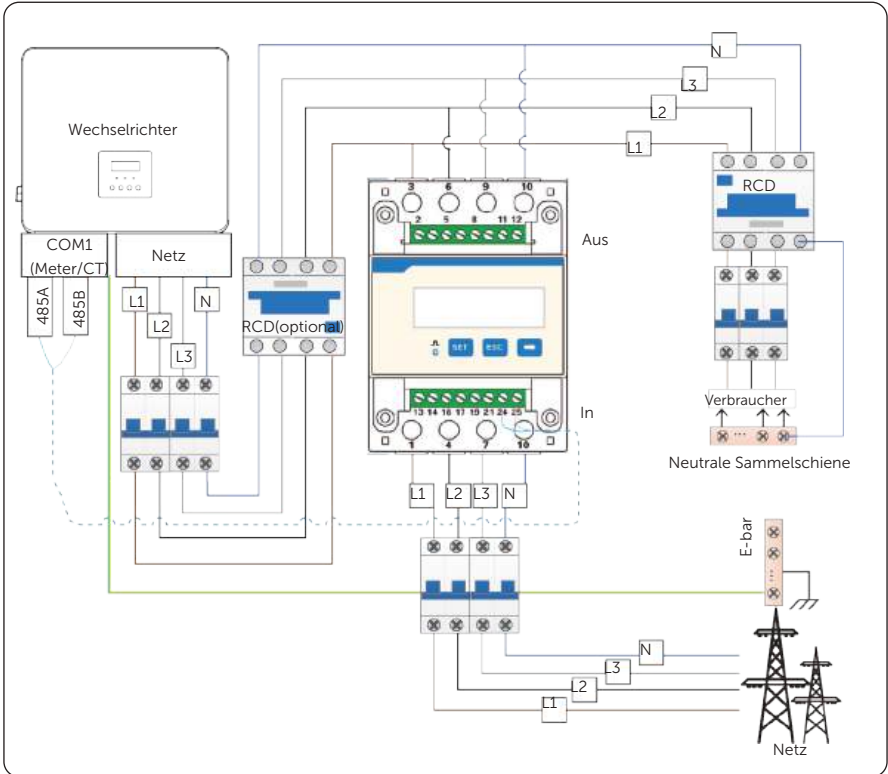 N
L3
L2
L1
Wechselrichter
COM1
(Meter/CT)
Netz
485A
485B
L1
L2
L3
N
RCD(optional)
3 6 9 10
2 5 8 11 12
SET ESC
13 14 16 17 19 21 24 25
1 4 7 10
Aus
In
RCD
Verbraucher
...
Neutrale Sammelschiene
L1 L2 L3 N
E-bar
...
N
L3
L2
L1
Netz